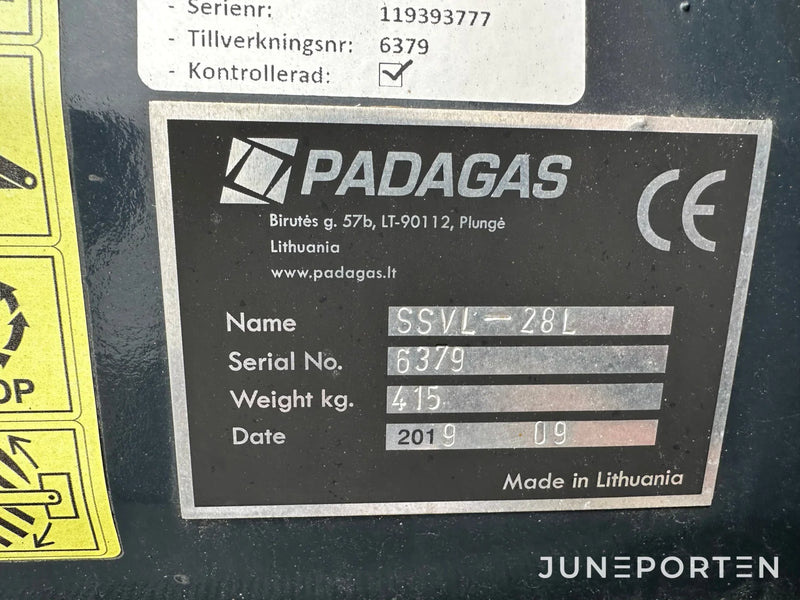 - Serienr: 119393777
- Tillverkningsnr: 6379
- Kontrollerad:
PADAGAS
CE
Birutės g. 57b, LT-90112, Plungė
Lithuania
www.padagas.lt
Name SSVL-28L
Serial No. 6379
Weight kg. 415
Date 2019 09
Made in Lithuania
OP
JUNEPORTEN